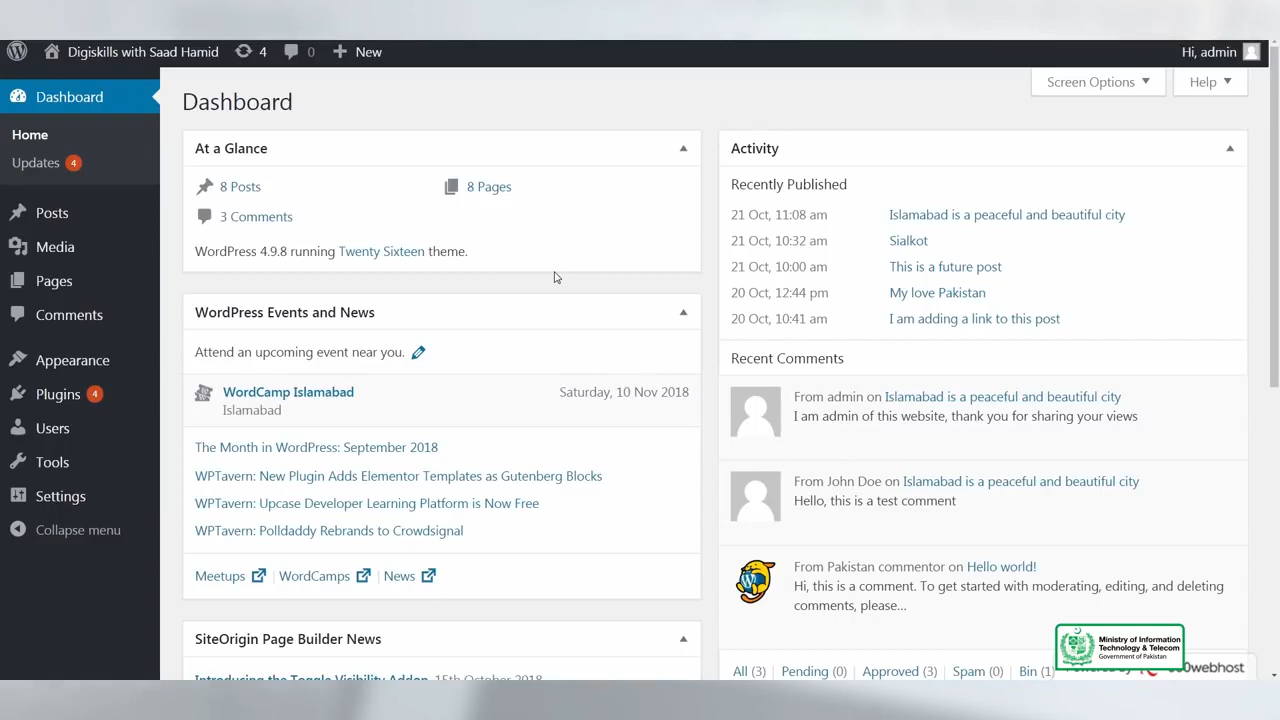 Digiskills with Saad Hamid 4 0 New Hi, admin
Dashboard
Home
Updates 4
Posts
Media
Pages
Comments
Appearance
Plugins 4
Users
Tools
Settings
Collapse menu
Screen Options Help
Dashboard
At a Glance
8 Posts 8 Pages
3 Comments
WordPress 4.9.8 running Twenty Sixteen theme.
WordPress Events and News
Attend an upcoming event near you.
WordCamp Islamabad Saturday, 10 Nov 2018
Islamabad
The Month in WordPress: September 2018
WPTavern: New Plugin Adds Elementor Templates as Gutenberg Blocks
WPTavern: Upcase Developer Learning Platform is Now Free
WPTavern: Polldaddy Rebrands to Crowdsignal
Meetups | WordCamps | News
SiteOrigin Page Builder News
Introducing the Toggle Visibility Addon 15th October 2018
Activity
Recently Published
21 Oct, 11:08 am Islamabad is a peaceful and beautiful city
21 Oct, 10:32 am Sialkot
21 Oct, 10:00 am This is a future post
20 Oct, 12:44 pm My love Pakistan
20 Oct, 10:41 am I am adding a link to this post
Recent Comments
From admin on Islamabad is a peaceful and beautiful city
I am admin of this website, thank you for sharing your views
From John Doe on Islamabad is a peaceful and beautiful city
Hello, this is a test comment
From Pakistan commentor on Hello world!
Hi, this is a comment. To get started with moderating, editing, and deleting
comments, please...
All (3) | Pending (0) | Approved (3) | Spam (0) | Bin (1)
Ministry of Information
Technology & Telecom
Government of Pakistan